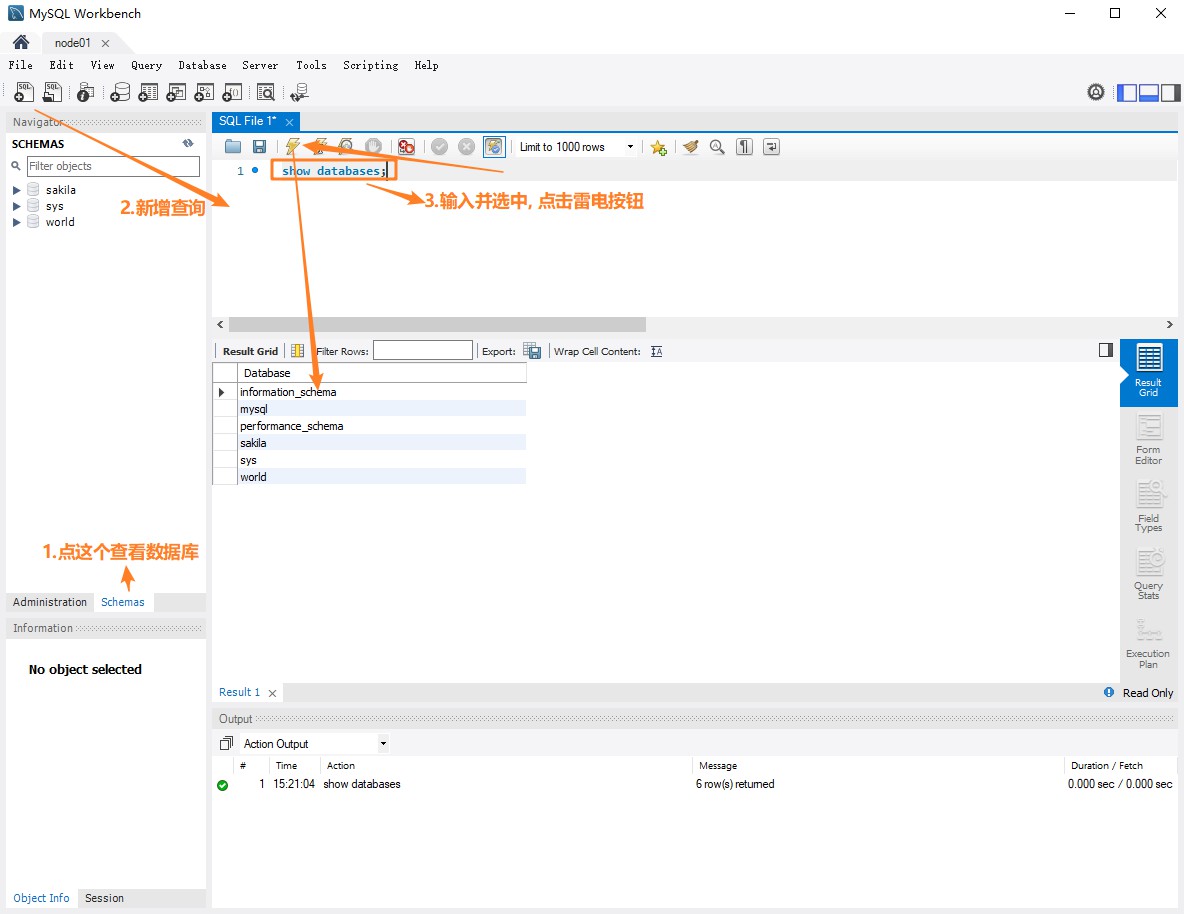 MySQL Workbench
node01
File Edit View Query Database Server Tools Scripting Help
Navigator
SCHEMAS
Filter objects
sakila
sys
world
2.新增查询
1.点这个查看数据库
Administration Schemas
Information
No object selected
Object Info Session
SQL File 1*
Limit to 1000 rows
1 show databases;
3.输入并选中, 点击雷电按钮
Result Grid Filter Rows: Export: Wrap Cell Content:
Database
information_schema
mysql
performance_schema
sakila
sys
world
Result
Grid
Form
Editor
Field
Types
Query
Stats
Execution
Plan
Result 1
Read Only
Output
Action Output
# Time Action Message Duration / Fetch
1 15:21:04 show databases 6 row(s) returned 0.000 sec / 0.000 sec